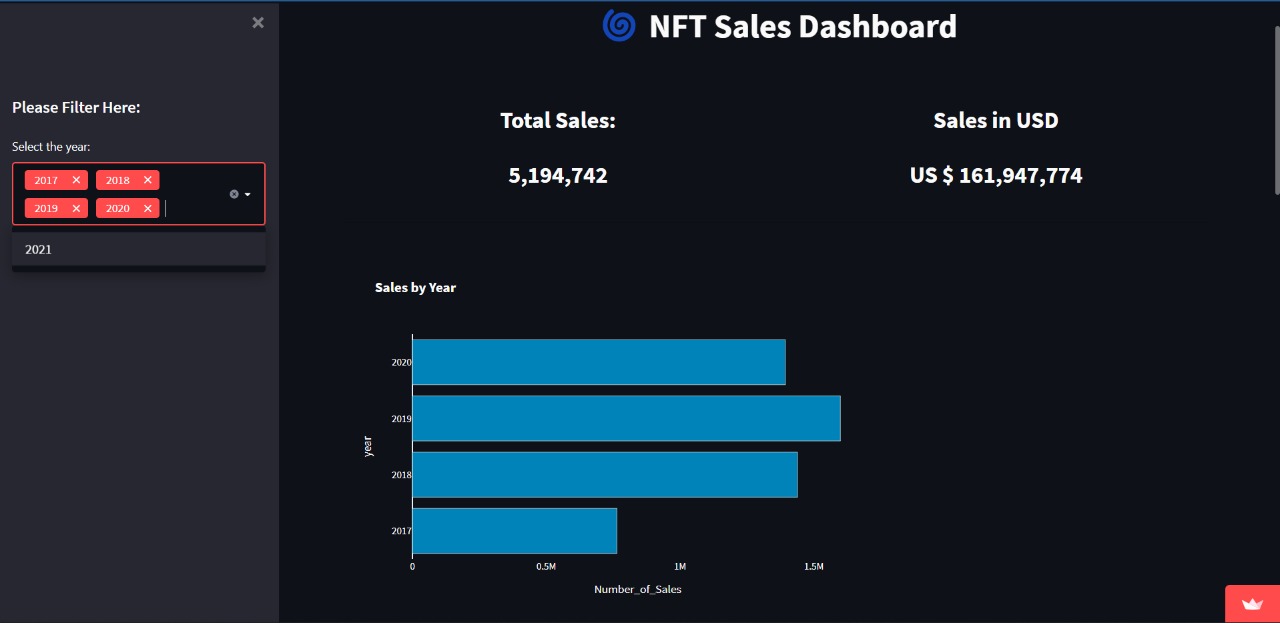 NFT Sales Dashboard
Please Filter Here:
Select the year:
2017
2018
2019
2020
2021
Total Sales:
5,194,742
Sales in USD
US $ 161,947,774
Sales by Year
2020
2019
2018
2017
year
0 0.5M 1M 1.5M
Number_of_Sales